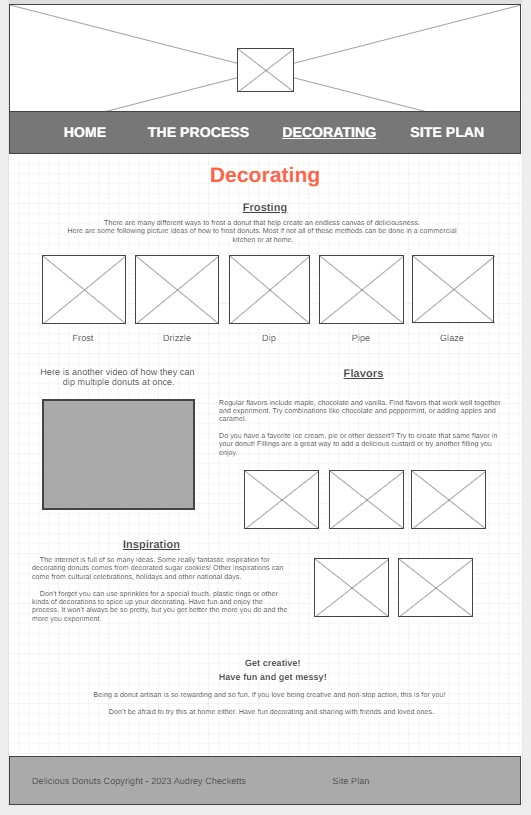 HOME THE PROCESS DECORATING SITE PLAN
Decorating
Frosting
There are many different ways to frost a donut that help create an endless canvas of deliciousness.
Here are some following picture ideas of how to frost donuts. Most if not all of these methods can be done in a commercial
kitchen or at home.
Frost Drizzle Dip Pipe Glaze
Here is another video of how they can
dip multiple donuts at once.
Flavors
Regular flavors include maple, chocolate and vanilla. Find flavors that work well together
and experiment. Try combinations like chocolate and peppermint, or adding apples and
caramel.
Do you have a favorite ice cream, pie or other dessert? Try to create that same flavor in
your donut! Fillings are a great way to add a delicious custard or try another filling you
enjoy.
Inspiration
The internet is full of so many ideas. Some really fantastic inspiration for
decorating donuts comes from decorated sugar cookies! Other inspirations can
come from cultural celebrations, holidays and other national days.
Don't forget you can use sprinkles for a special touch, plastic rings or other
kinds of decorations to spice up your decorating. Have fun and enjoy the
process. It won't always be so pretty, but you get better the more you do and the
more you experiment.
Get creative!
Have fun and get messy!
Being a donut artisan is so rewarding and so fun. If you love being creative and non-stop action, this is for you!
Don't be afraid to try this at home either. Have fun decorating and sharing with friends and loved ones.
Delicious Donuts Copyright - 2023 Audrey Checketts Site Plan